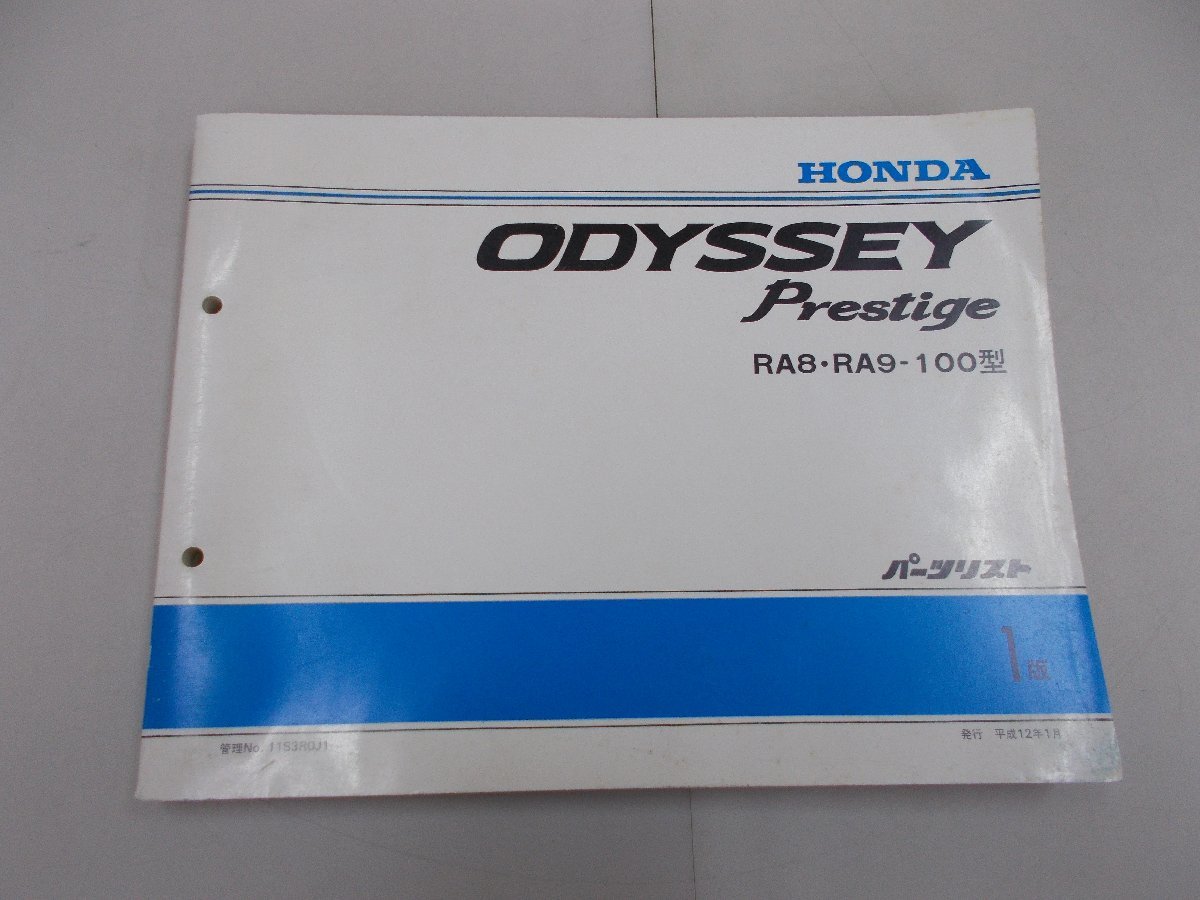 HONDA
ODYSSEY
Prestige
RA8・RA9-100型
パーツリスト
1版
管理No. 11S3R0J1
発行 平成12年1月